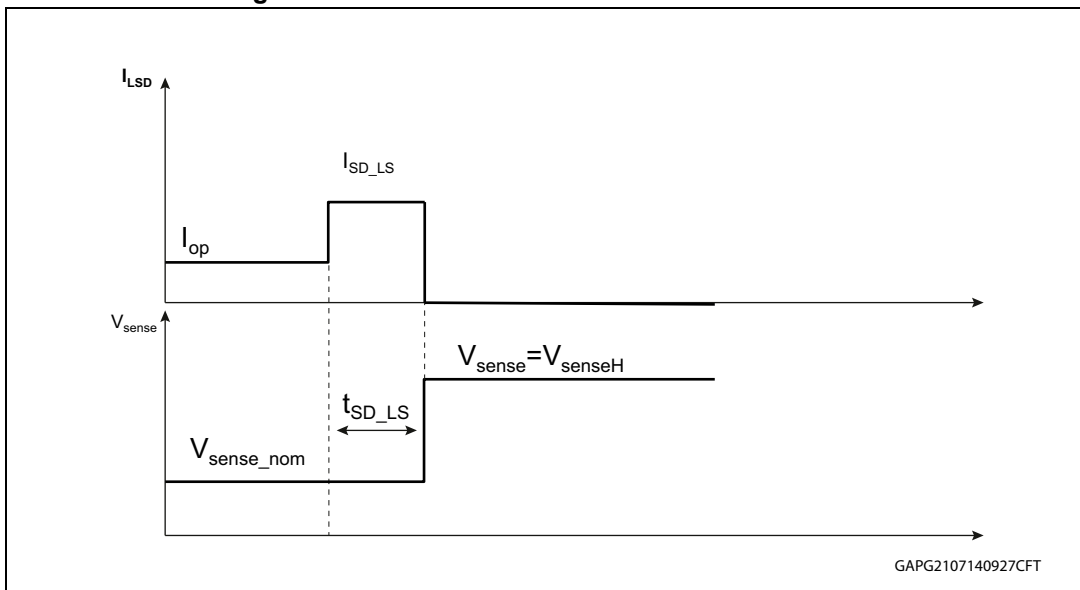 I_LSD
I_SD_LS
I_op
V_sense
V_sense=V_senseH
t_SD_LS
V_sense_nom
GAPG2107140927CFT